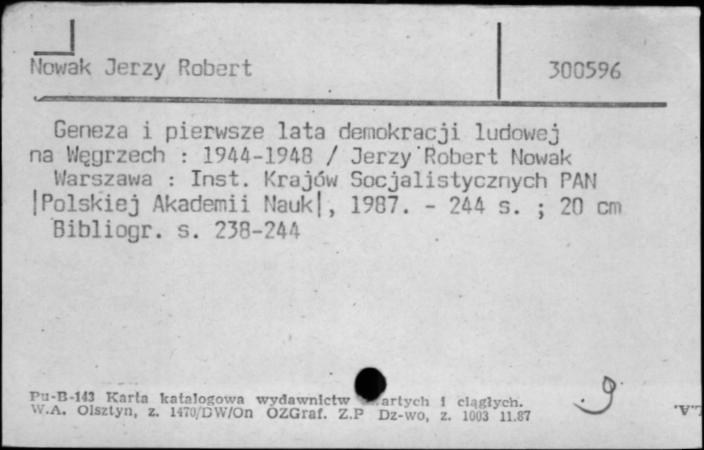 Nowak Jerzy Robert 300596
Geneza i pierwsze lata demokracji ludowej
na Węgrzech : 1944-1948 / Jerzy Robert Nowak
Warszawa : Inst. Krajów Socjalistycznych PAN
|Polskiej Akademii Nauk|, 1987. - 244 s. ; 20 cm
Bibliogr. s. 238-244
Pu-B-143 Karta katalogowa wydawnictw artych i ciągłych.
W.A. Olsztyn, z. 1470/DW/On OZGraf. Z.P Dz-wo, z. 1003 11.87